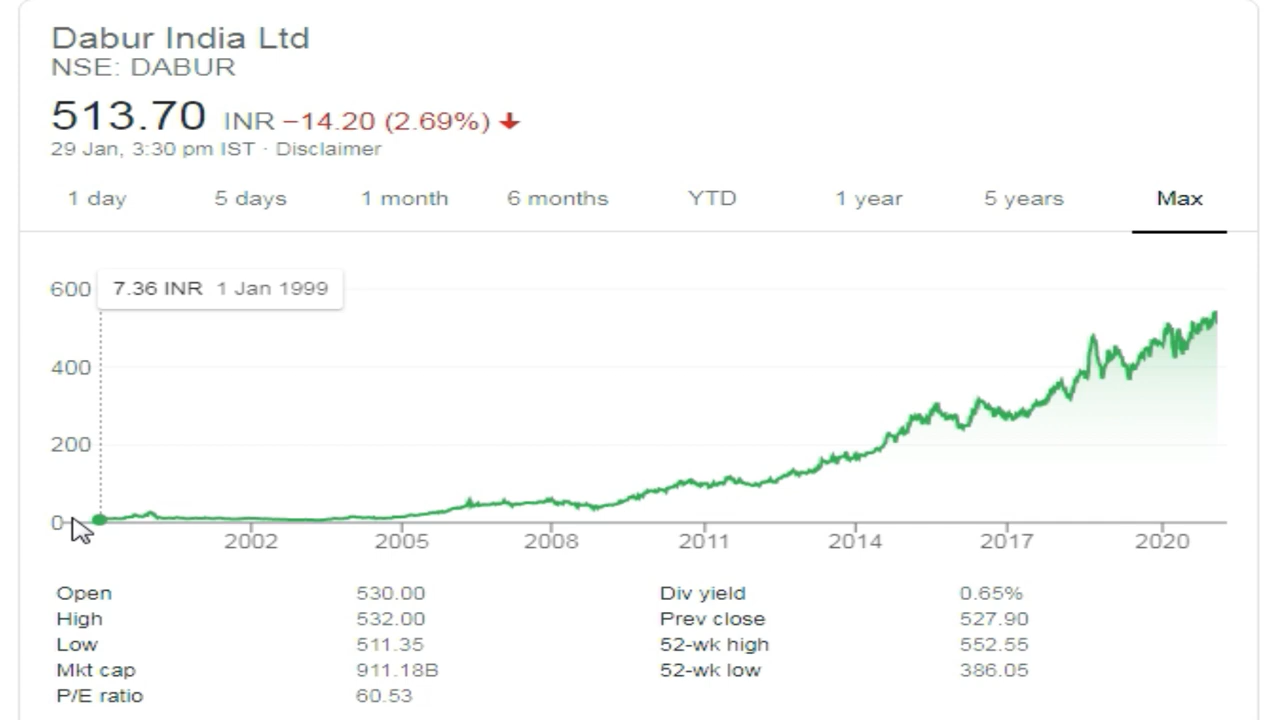 Dabur India Ltd
NSE: DABUR
513.70 INR −14.20 (2.69%)
29 Jan, 3:30 pm IST · Disclaimer
1 day 5 days 1 month 6 months YTD 1 year 5 years Max
600 7.36 INR 1 Jan 1999
400
200
0
2002 2005 2008 2011 2014 2017 2020
Open 530.00 Div yield 0.65%
High 532.00 Prev close 527.90
Low 511.35 52-wk high 552.55
Mkt cap 911.18B 52-wk low 386.05
P/E ratio 60.53